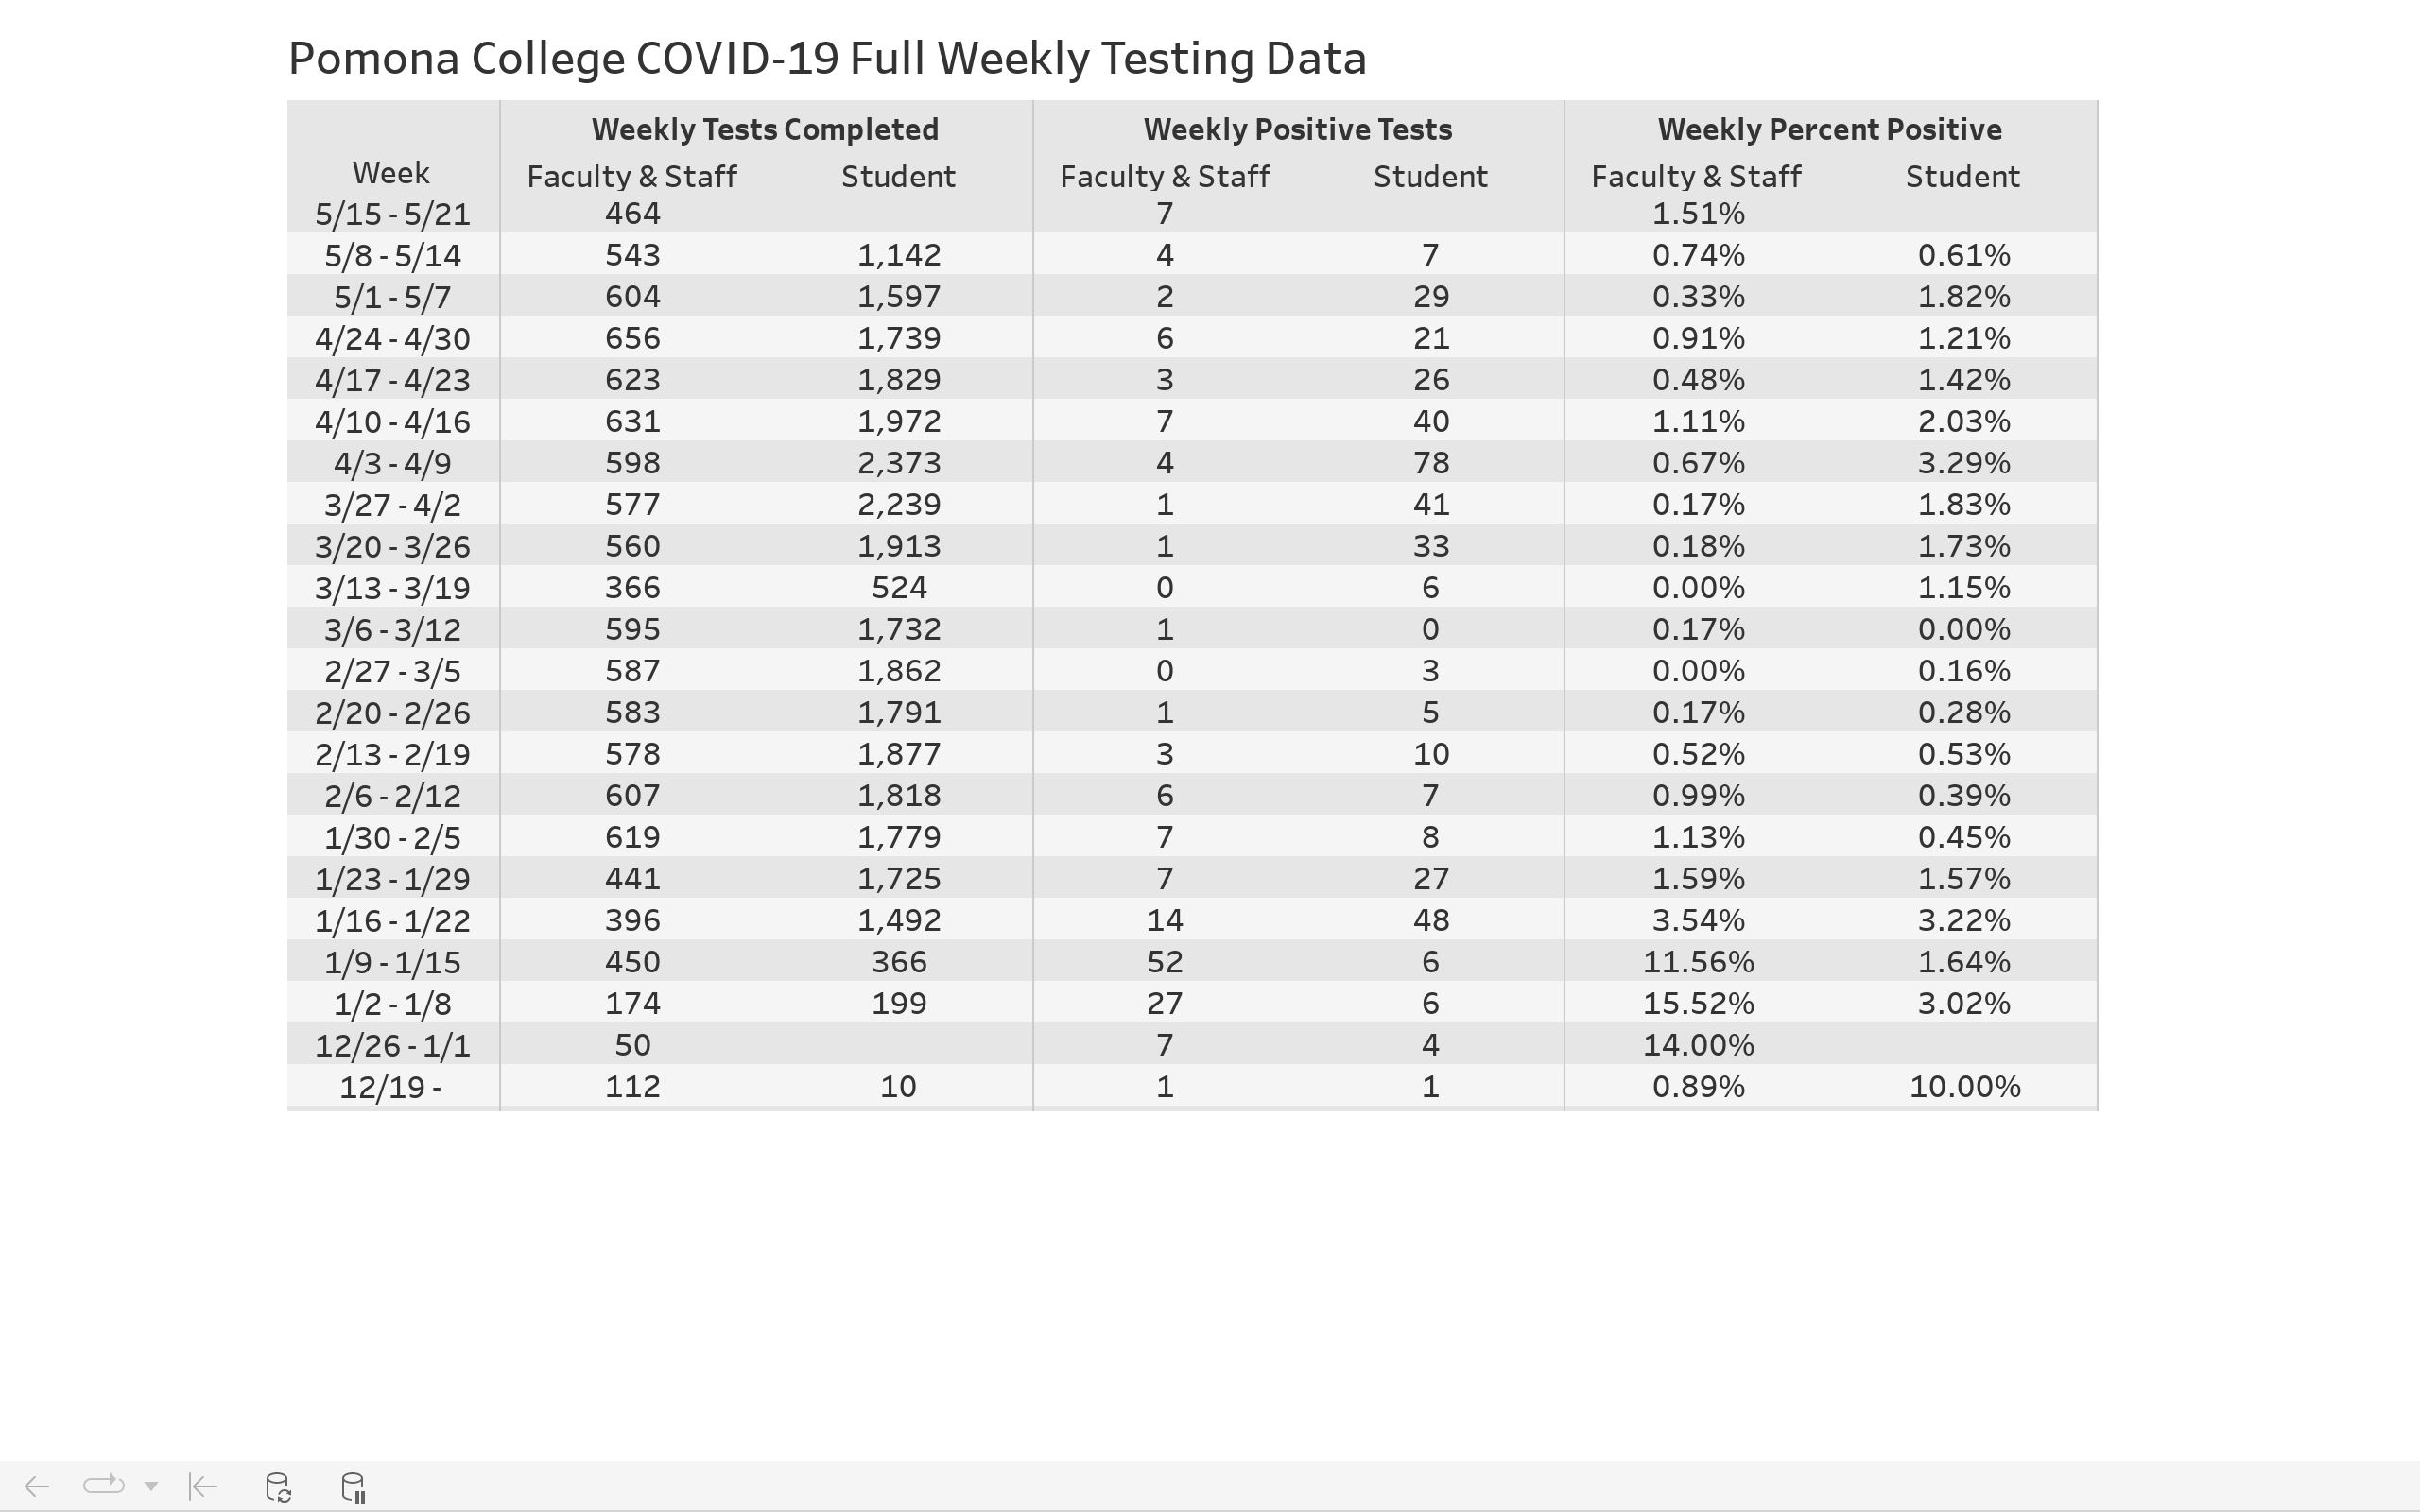 Pomona College COVID-19 Full Weekly Testing Data
Weekly Tests Completed Weekly Positive Tests Weekly Percent Positive
Week Faculty & Staff Student Faculty & Staff Student Faculty & Staff Student
5/15 - 5/21 464 7 1.51%
5/8 - 5/14 543 1,142 4 7 0.74% 0.61%
5/1 - 5/7 604 1,597 2 29 0.33% 1.82%
4/24 - 4/30 656 1,739 6 21 0.91% 1.21%
4/17 - 4/23 623 1,829 3 26 0.48% 1.42%
4/10 - 4/16 631 1,972 7 40 1.11% 2.03%
4/3 - 4/9 598 2,373 4 78 0.67% 3.29%
3/27 - 4/2 577 2,239 1 41 0.17% 1.83%
3/20 - 3/26 560 1,913 1 33 0.18% 1.73%
3/13 - 3/19 366 524 0 6 0.00% 1.15%
3/6 - 3/12 595 1,732 1 0 0.17% 0.00%
2/27 - 3/5 587 1,862 0 3 0.00% 0.16%
2/20 - 2/26 583 1,791 1 5 0.17% 0.28%
2/13 - 2/19 578 1,877 3 10 0.52% 0.53%
2/6 - 2/12 607 1,818 6 7 0.99% 0.39%
1/30 - 2/5 619 1,779 7 8 1.13% 0.45%
1/23 - 1/29 441 1,725 7 27 1.59% 1.57%
1/16 - 1/22 396 1,492 14 48 3.54% 3.22%
1/9 - 1/15 450 366 52 6 11.56% 1.64%
1/2 - 1/8 174 199 27 6 15.52% 3.02%
12/26 - 1/1 50 7 4 14.00%
12/19 - 112 10 1 1 0.89% 10.00%